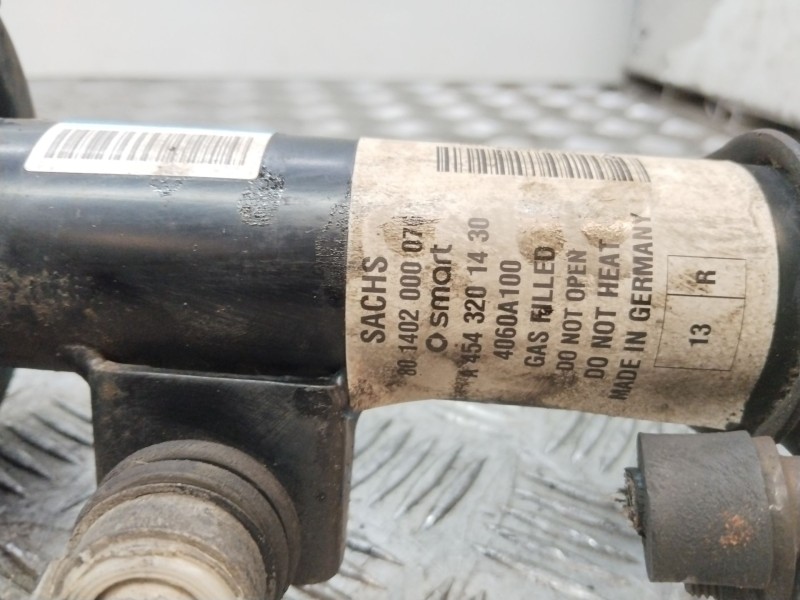 SACHS
80 1402 000 07
smart
A 454 320 14 30
4060A100
GAS FILLED
DO NOT OPEN
DO NOT HEAT
MADE IN GERMANY
13 R